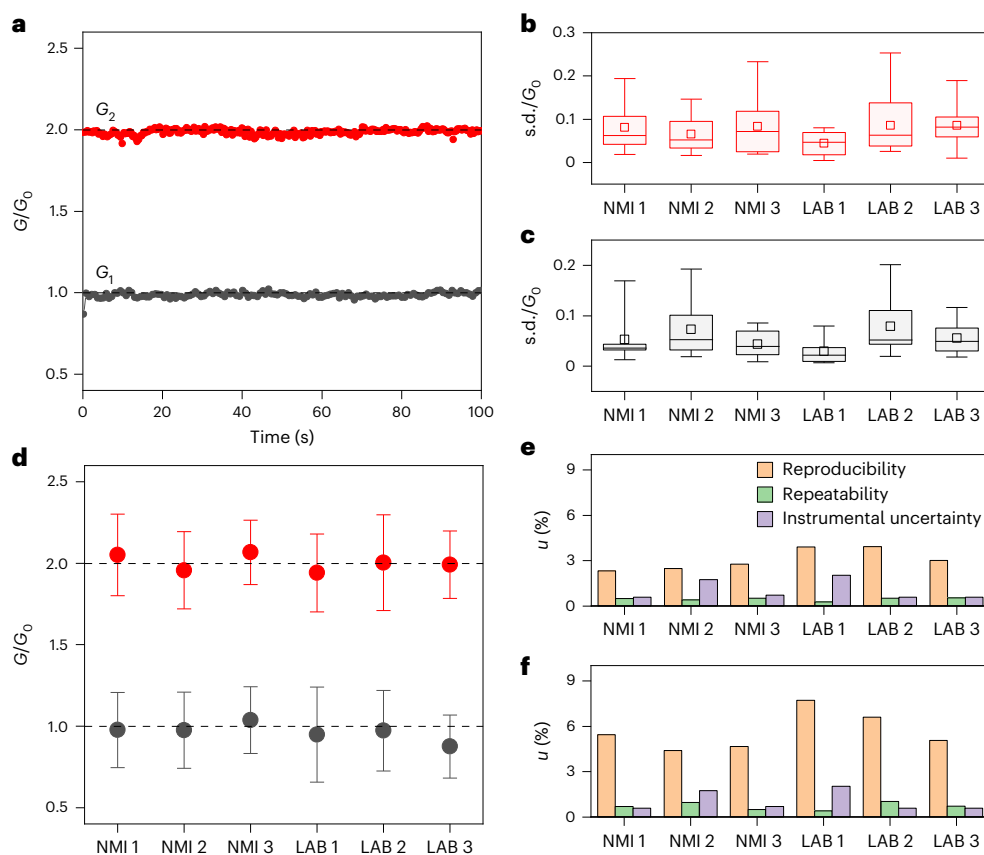 a
2.5
2.0
1.5
1.0
0.5
G/G0
G2
G1
0 20 40 60 80 100
Time (s)
b
0.3
0.2
0.1
0
s.d./G0
NMI 1 NMI 2 NMI 3 LAB 1 LAB 2 LAB 3
c
0.2
0.1
0
s.d./G0
NMI 1 NMI 2 NMI 3 LAB 1 LAB 2 LAB 3
d
2.5
2.0
1.5
1.0
0.5
G/G0
NMI 1 NMI 2 NMI 3 LAB 1 LAB 2 LAB 3
e
9
6
3
0
u (%)
Reproducibility
Repeatability
Instrumental uncertainty
NMI 1 NMI 2 NMI 3 LAB 1 LAB 2 LAB 3
f
9
6
3
0
u (%)
NMI 1 NMI 2 NMI 3 LAB 1 LAB 2 LAB 3